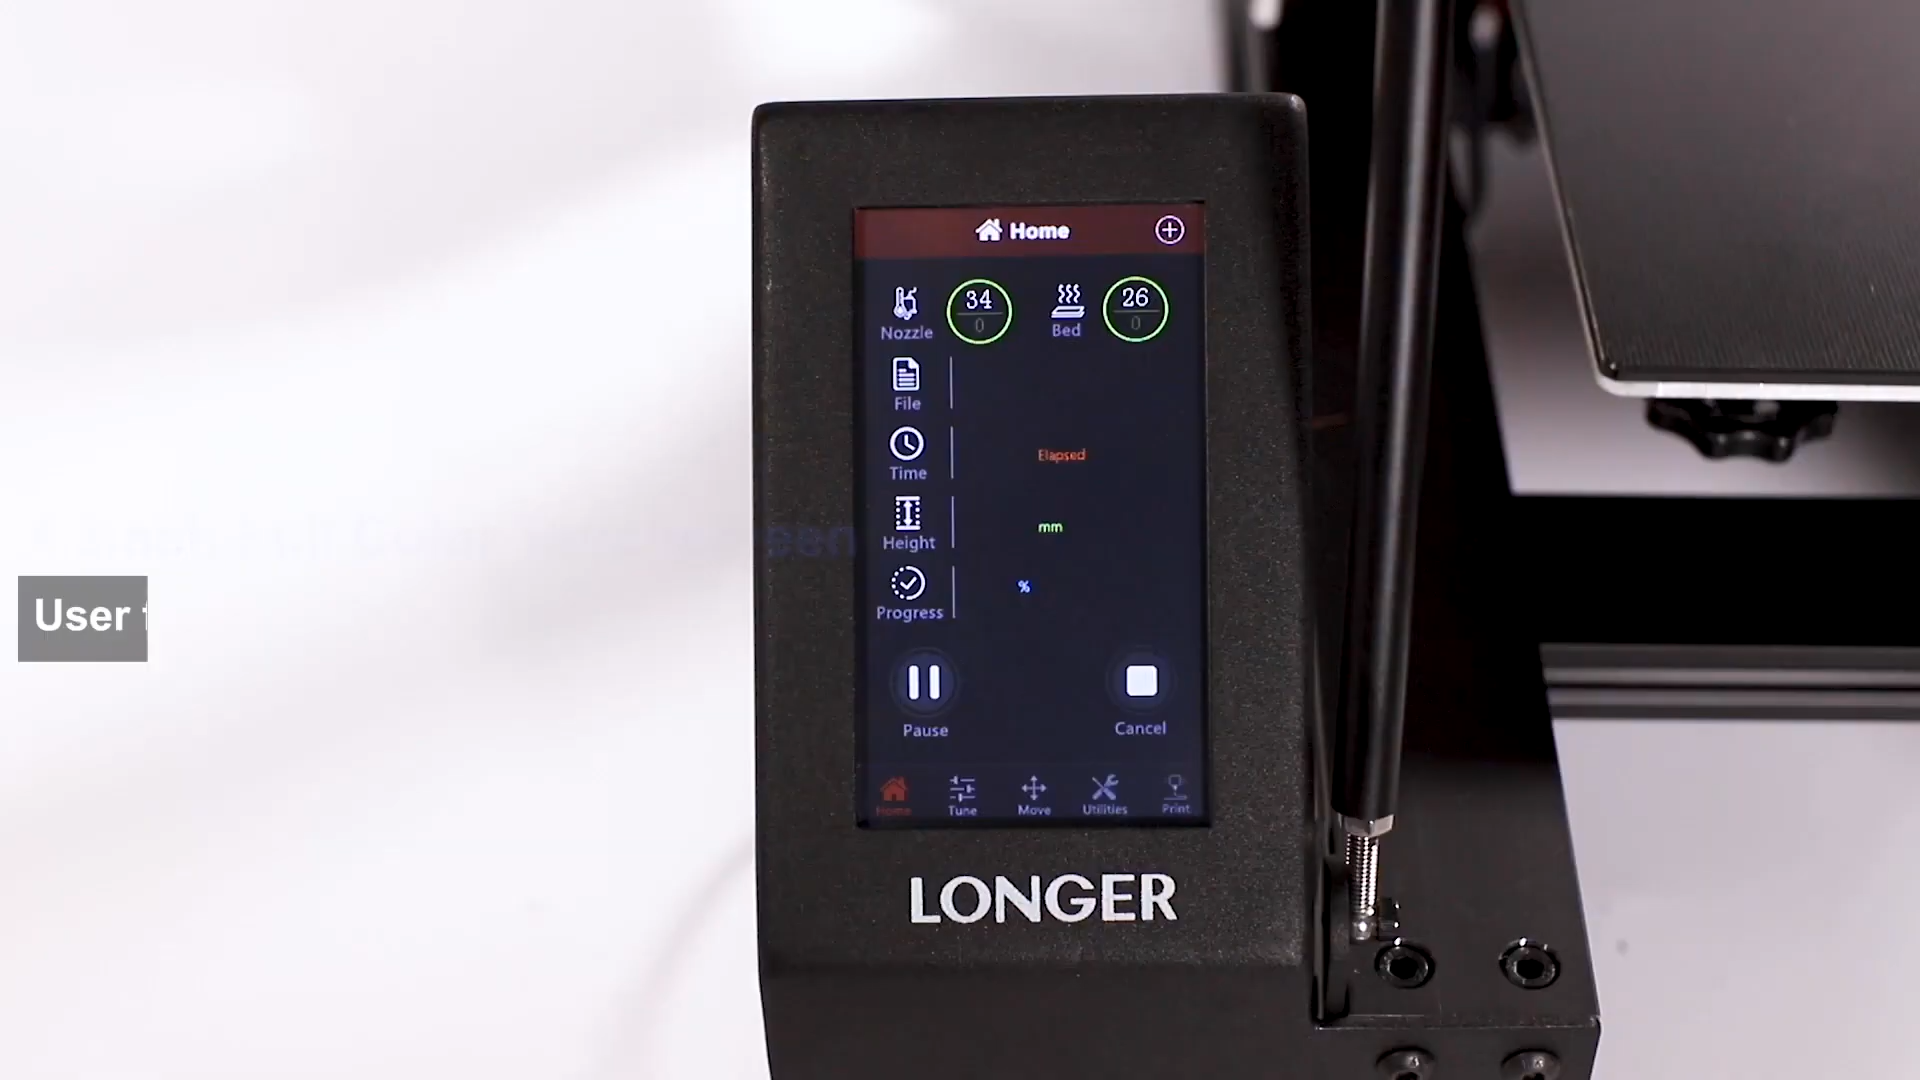 Home
34
0
Nozzle
26
0
Bed
File
Time
Elapsed
Height
mm
Progress
%
Pause
Cancel
Home
Tune
Move
Utilities
Print
User
LONGER